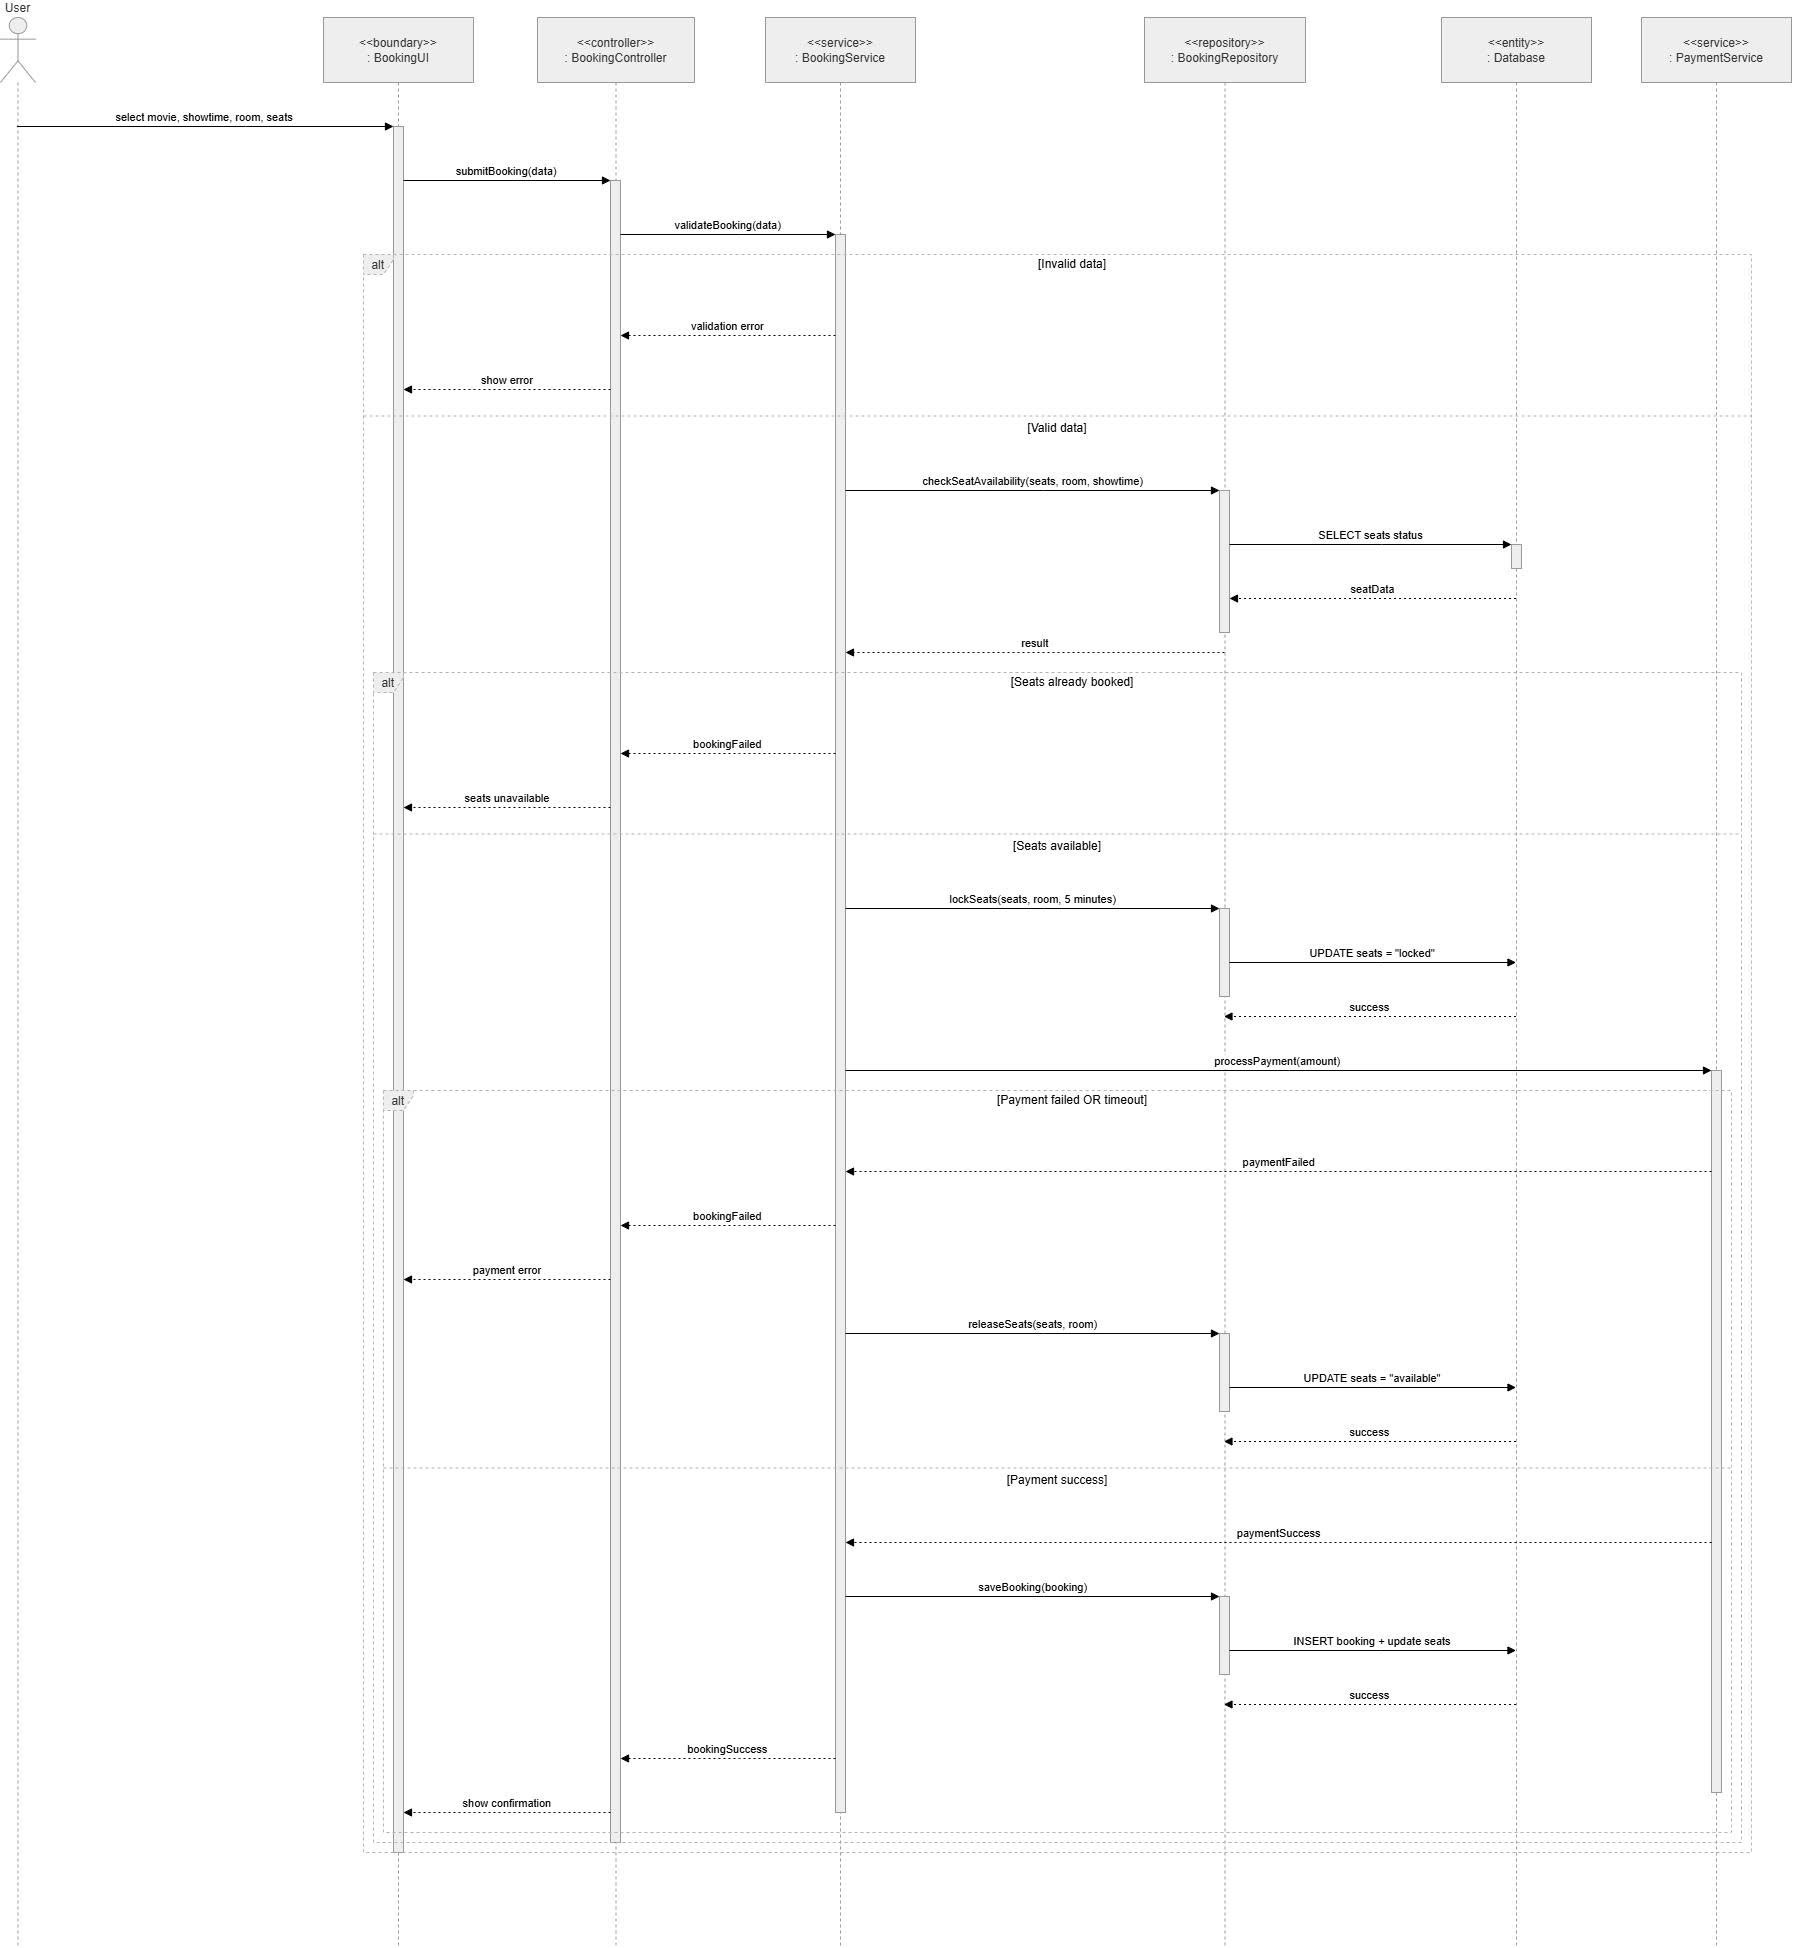 User
<<boundary>>
: BookingUI
<<controller>>
: BookingController
<<service>>
: BookingService
<<repository>>
: BookingRepository
<<entity>>
: Database
<<service>>
: PaymentService
select movie, showtime, room, seats
submitBooking(data)
validateBooking(data)
alt
[Invalid data]
validation error
show error
[Valid data]
checkSeatAvailability(seats, room, showtime)
SELECT seats status
seatData
result
alt
[Seats already booked]
bookingFailed
seats unavailable
[Seats available]
lockSeats(seats, room, 5 minutes)
UPDATE seats = "locked"
success
processPayment(amount)
alt
[Payment failed OR timeout]
paymentFailed
bookingFailed
payment error
releaseSeats(seats, room)
UPDATE seats = "available"
success
[Payment success]
paymentSuccess
saveBooking(booking)
INSERT booking + update seats
success
bookingSuccess
show confirmation